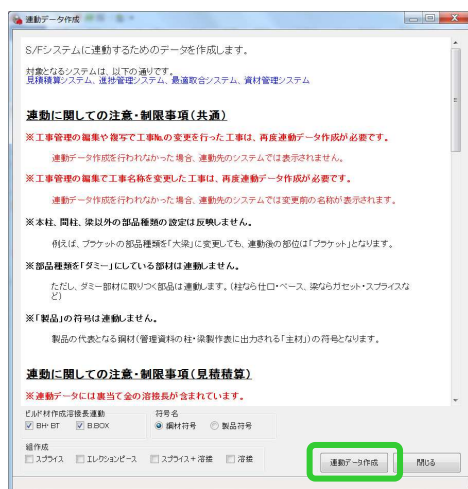 連動データ作成
S/Fシステムに連動するためのデータを作成します。
対象となるシステムは、以下の通りです。
見積積算システム、進捗管理システム、最適取合システム、資材管理システム
連動に関しての注意・制限事項(共通)
※工事管理の編集や複写で工事№の変更を行った工事は、再度連動データ作成が必要です。
連動データ作成を行われなかった場合、連動先のシステムでは表示されません。
※工事管理の編集で工事名称を変更した工事は、再度連動データ作成が必要です。
連動データ作成を行われなかった場合、連動先のシステムでは変更前の名称が表示されます。
※本柱、間柱、梁以外の部品種類の設定は反映しません。
例えば、ブラケットの部品種類を「大梁」に変更しても、連動後の部位は「ブラケット」となります。
※部品種類を「ダミー」にしている部材は連動しません。
ただし、ダミー部材に取りつく部品は連動します。(柱なら仕口・ベース、梁ならガセット・スプライスな
ど)
※「製品」の符号は連動しません。
製品の代表となる鋼材(管理資料の柱・梁製作表に出力される「主材」)の符号となります。
連動に関しての注意・制限事項(見積積算)
※連動データには裏当て金の溶接長が含まれています。
ビルド材作成溶接長連動
BH・BT
B.BOX
符号名
鋼材符号
製品符号
組作成
スプライス
エレクションピース
スプライス+溶接
溶接
連動データ作成
閉じる